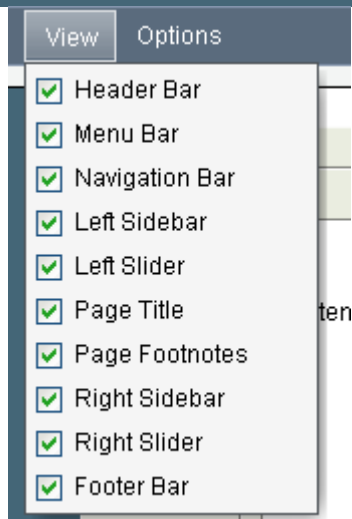 View Options
Header Bar
Menu Bar
Navigation Bar
Left Sidebar
Left Slider
Page Title
ten
Page Footnotes
Right Sidebar
Right Slider
Footer Bar